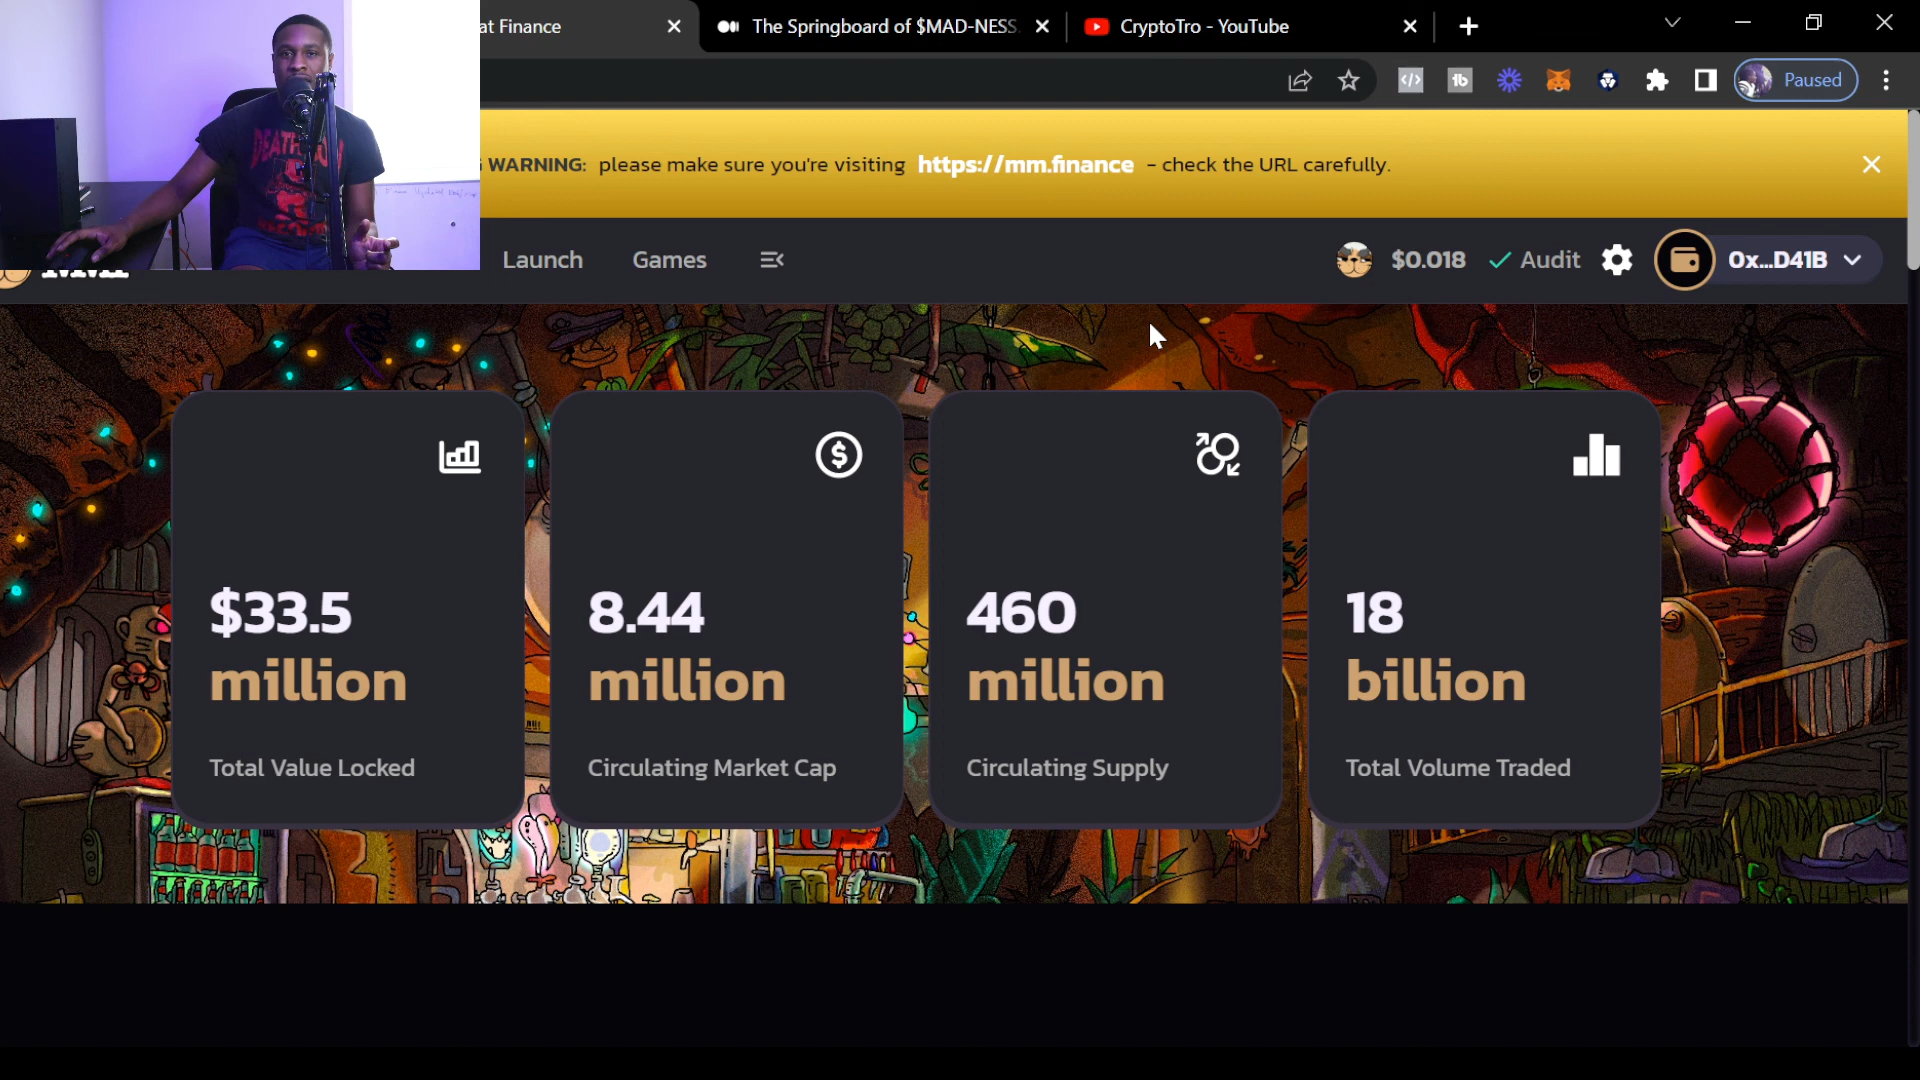 at Finance
The Springboard of $MAD-NESS
CryptoTro - YouTube
Paused
WARNING: please make sure you're visiting https://mm.finance - check the URL carefully.
Launch
Games
$0.018
Audit
0x...D41B
$33.5
million
Total Value Locked
8.44
million
Circulating Market Cap
460
million
Circulating Supply
18
billion
Total Volume Traded